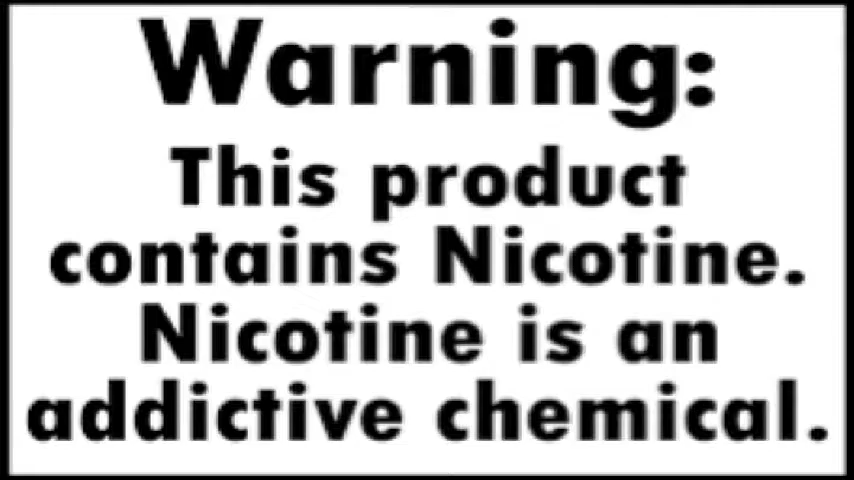 Warning:
This product
contains Nicotine.
Nicotine is an
addictive chemical.